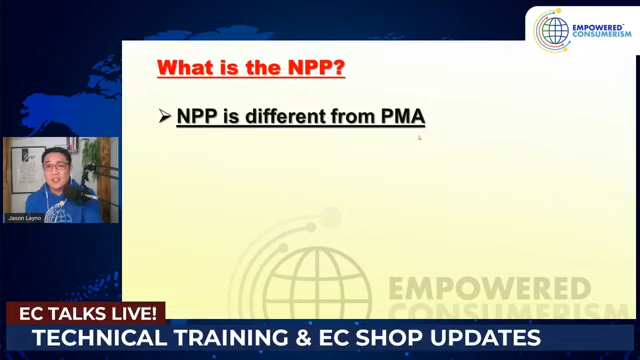 EMPOWERED
CONSUMERISM
What is the NPP?
➢ NPP is different from PMA
Jason Layno
EMPOWERED
CONSUMERISM
EC TALKS LIVE!
TECHNICAL TRAINING & EC SHOP UPDATES